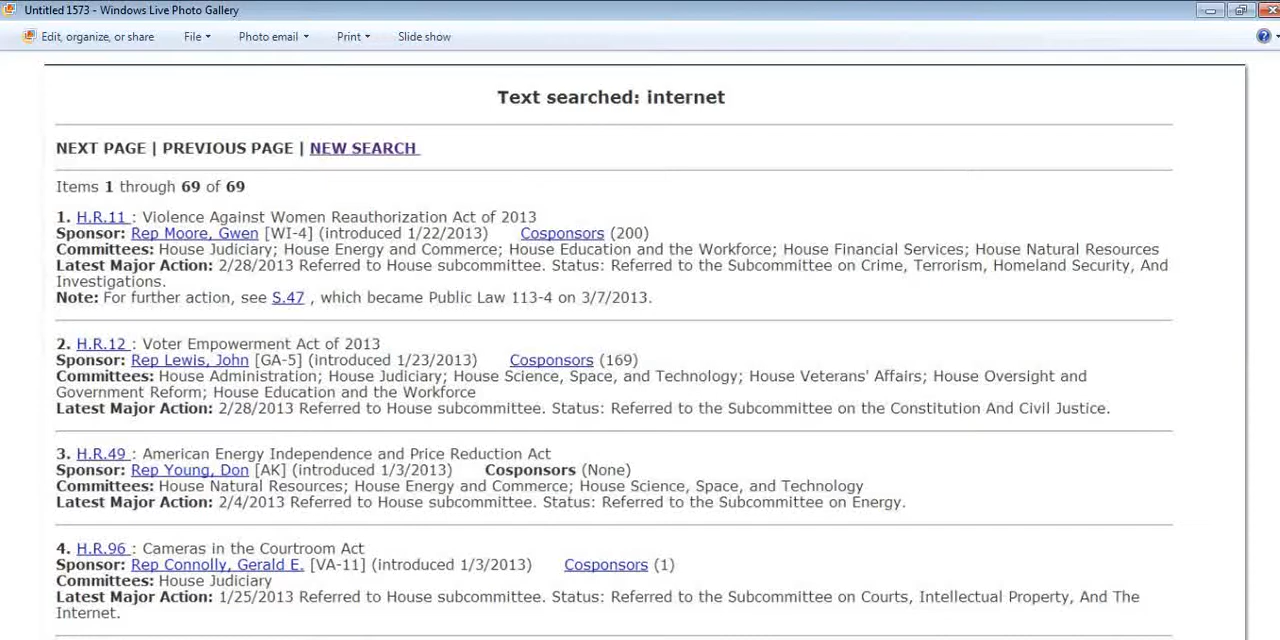 Untitled 1573 - Windows Live Photo Gallery
Edit, organize, or share File Photo email Print Slide show
Text searched: internet
NEXT PAGE | PREVIOUS PAGE | NEW SEARCH
Items 1 through 69 of 69
1. H.R.11 : Violence Against Women Reauthorization Act of 2013
Sponsor: Rep Moore, Gwen [WI-4] (introduced 1/22/2013) Cosponsors (200)
Committees: House Judiciary; House Energy and Commerce; House Education and the Workforce; House Financial Services; House Natural Resources
Latest Major Action: 2/28/2013 Referred to House subcommittee. Status: Referred to the Subcommittee on Crime, Terrorism, Homeland Security, And
Investigations.
Note: For further action, see S.47 , which became Public Law 113-4 on 3/7/2013.
2. H.R.12 : Voter Empowerment Act of 2013
Sponsor: Rep Lewis, John [GA-5] (introduced 1/23/2013) Cosponsors (169)
Committees: House Administration; House Judiciary; House Science, Space, and Technology; House Veterans' Affairs; House Oversight and
Government Reform; House Education and the Workforce
Latest Major Action: 2/28/2013 Referred to House subcommittee. Status: Referred to the Subcommittee on the Constitution And Civil Justice.
3. H.R.49 : American Energy Independence and Price Reduction Act
Sponsor: Rep Young, Don [AK] (introduced 1/3/2013) Cosponsors (None)
Committees: House Natural Resources; House Energy and Commerce; House Science, Space, and Technology
Latest Major Action: 2/4/2013 Referred to House subcommittee. Status: Referred to the Subcommittee on Energy.
4. H.R.96 : Cameras in the Courtroom Act
Sponsor: Rep Connolly, Gerald E. [VA-11] (introduced 1/3/2013) Cosponsors (1)
Committees: House Judiciary
Latest Major Action: 1/25/2013 Referred to House subcommittee. Status: Referred to the Subcommittee on Courts, Intellectual Property, And The
Internet.